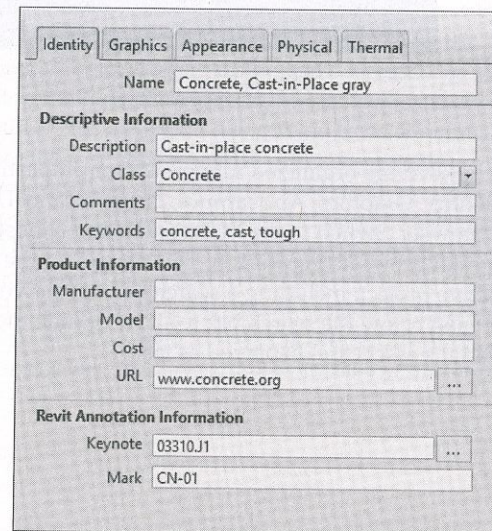 Identity Graphics Appearance Physical Thermal
Name Concrete, Cast-in-Place gray
Descriptive Information
Description Cast-in-place concrete
Class Concrete
Comments
Keywords concrete, cast, tough
Product Information
Manufacturer
Model
Cost
URL www.concrete.org ...
Revit Annotation Information
Keynote 03310.J1 ...
Mark CN-01